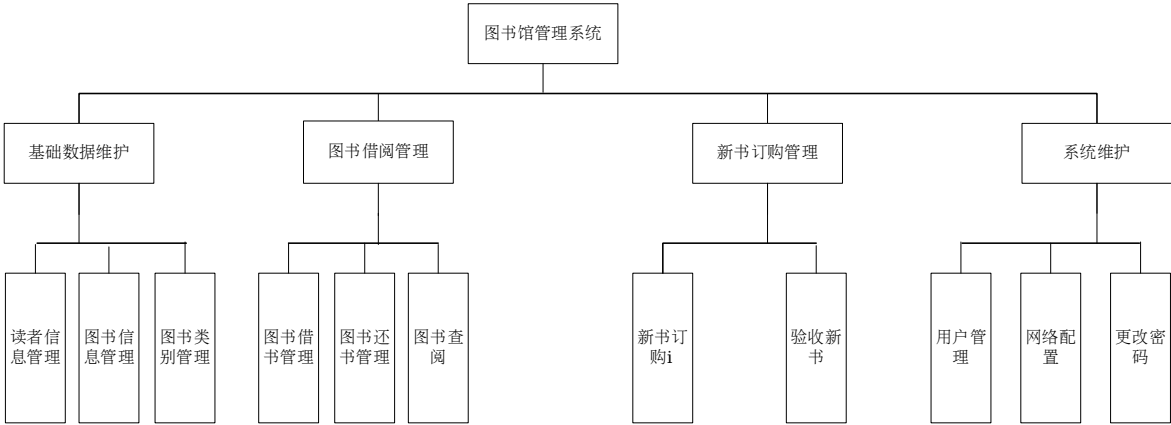 图书馆管理系统
基础数据维护
图书借阅管理
新书订购管理
系统维护
读者信
息管理
图书信
息管理
图书类
别管理
图书借
书管理
图书还
书管理
图书查
阅
新书订
购i
验收新
书
用户管
理
网络配
置
更改密
码